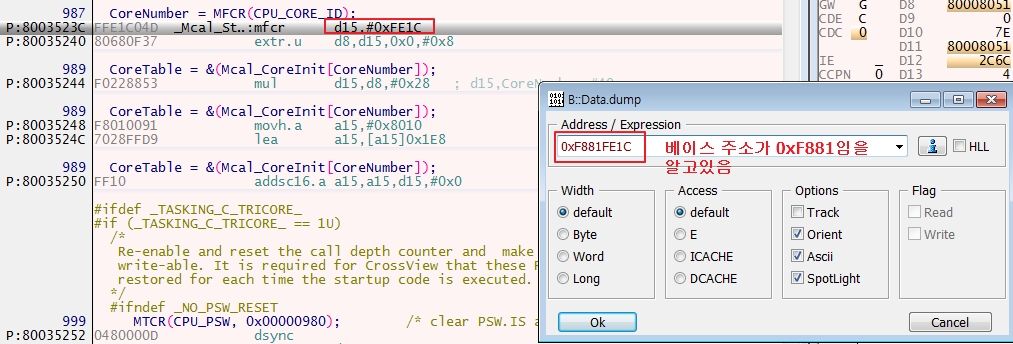 987 CoreNumber = MFCR(CPU_CORE_ID);
P:8003523C FFE1C04D _Mcal_St..:mfcr d15,#0xFE1C
P:80035240 80680F37 extr.u d8,d15,0x0,#0x8
989 CoreTable = &(Mcal_CoreInit[CoreNumber]);
P:80035244 F0228853 mul d15,d8,#0x28 ; d15,CoreNumber,#40
989 CoreTable = &(Mcal_CoreInit[CoreNumber]);
P:80035248 F8010091 movh.a a15,#0x8010
P:8003524C 7028FFD9 lea a15,[a15]0x1E8
989 CoreTable = &(Mcal_CoreInit[CoreNumber]);
P:80035250 FF10 addsc16.a a15,a15,d15,#0x0
#ifdef _TASKING_C_TRICORE_
#if (_TASKING_C_TRICORE_ == 1U)
/*
Re-enable and reset the call depth counter and make
write-able. It is required for CrossView that these
restored for each time the startup code is executed.
*/
#ifndef _NO_PSW_RESET
999 MTCR(CPU_PSW, 0x00000980); /* clear PSW.IS
P:80035252 0480000D dsync
GW G D8 80008051
CDE C D9 0
CDC 0 D10 7E
D11 80008051
IE _ D12 2C6C
CCPN 0 D13 4
B::Data.dump
Address / Expression
0xF881FE1C
베이스 주소가 0xF881임을
알고있음
HLL
Width
default
Byte
Word
Long
Access
default
E
ICACHE
DCACHE
Options
Track
Orient
Ascii
SpotLight
Flag
Read
Write
Ok
Cancel